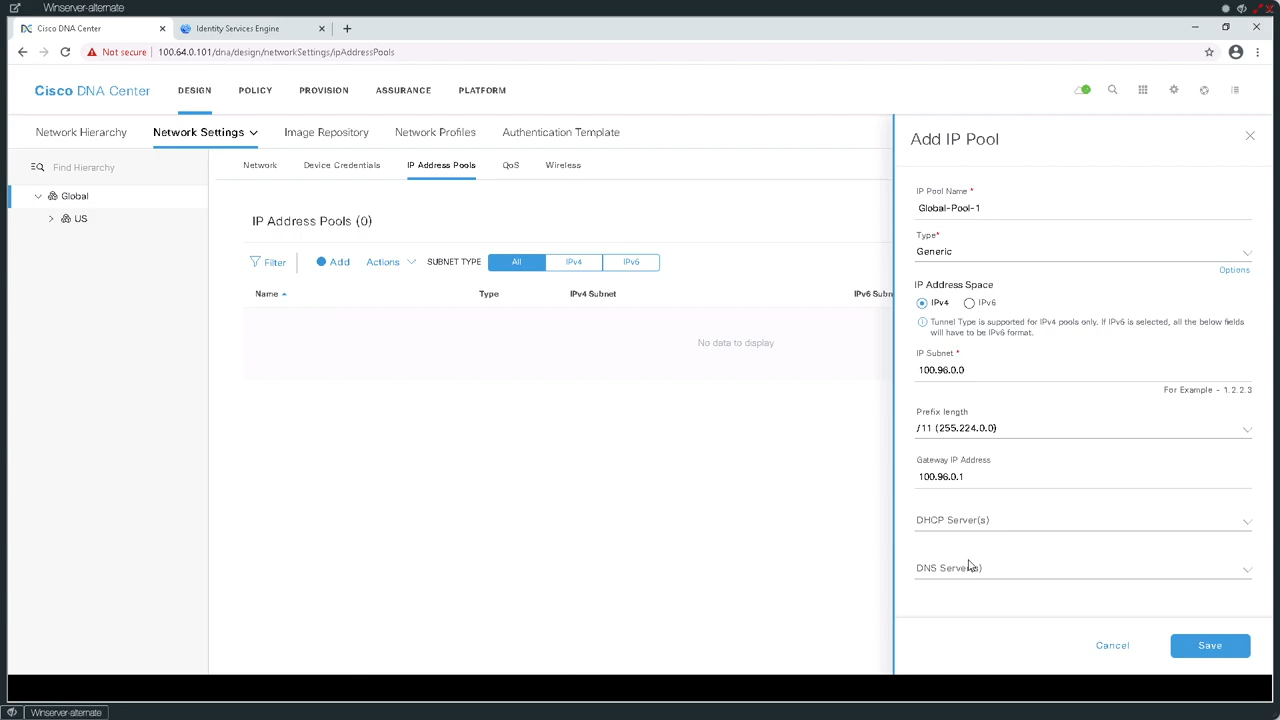 Winserver-alternate
Cisco DNA Center
Identity Services Engine
Not secure 100.64.0.101/dna/design/networkSettings/ipAddressPools
Cisco DNA Center
DESIGN POLICY PROVISION ASSURANCE PLATFORM
Network Hierarchy Network Settings Image Repository Network Profiles Authentication Template
Find Hierarchy
Global
US
Network Device Credentials IP Address Pools QoS Wireless
IP Address Pools (0)
Filter Add Actions SUBNET TYPE All IPv4 IPv6
Name Type IPv4 Subnet IPv6 Subn
No data to display
Add IP Pool
IP Pool Name *
Global-Pool-1
Type*
Generic
Options
IP Address Space
IPv4 IPv6
Tunnel Type is supported for IPv4 pools only. If IPv6 is selected, all the below fields
will have to be IPv6 format.
IP Subnet *
100.96.0.0
For Example - 1.2.2.3
Prefix length
/11 (255.224.0.0)
Gateway IP Address
100.96.0.1
DHCP Server(s)
DNS Server(s)
Cancel Save
Winserver-alternate